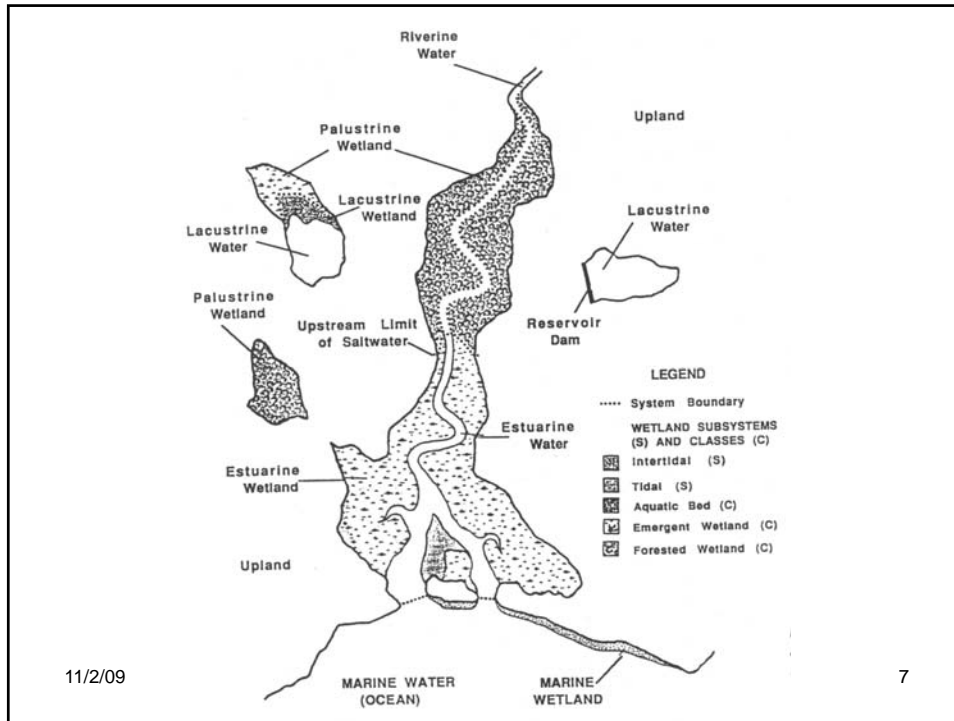 Riverine
Water
Upland
Palustrine
Wetland
Lacustrine
Wetland
Lacustrine
Water
Lacustrine
Water
Palustrine
Wetland
Upstream Limit
of Saltwater
Reservoir
Dam
LEGEND
System Boundary
WETLAND SUBSYSTEMS
(S) AND CLASSES (C)
Intertidal (S)
Tidal (S)
Aquatic Bed (C)
Emergent Wetland (C)
Forested Wetland (C)
Estuarine
Water
Estuarine
Wetland
Upland
MARINE WATER
(OCEAN)
MARINE
WETLAND
11/2/09
7